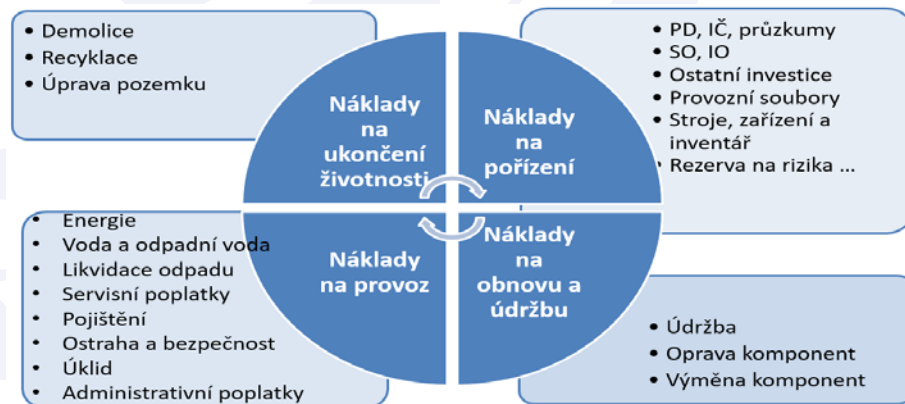 • Demolice
• Recyklace
• Úprava pozemku
• PD, IČ, průzkumy
• SO, IO
• Ostatní investice
• Provozní soubory
• Stroje, zařízení a
inventář
• Rezerva na rizika ...
Náklady
na
ukončení
životnosti
Náklady
na
pořízení
Náklady
na provoz
Náklady
na
obnovu a
údržbu
• Energie
• Voda a odpadní voda
• Likvidace odpadu
• Servisní poplatky
• Pojištění
• Ostraha a bezpečnost
• Úklid
• Administrativní poplatky
• Údržba
• Oprava komponent
• Výměna komponent